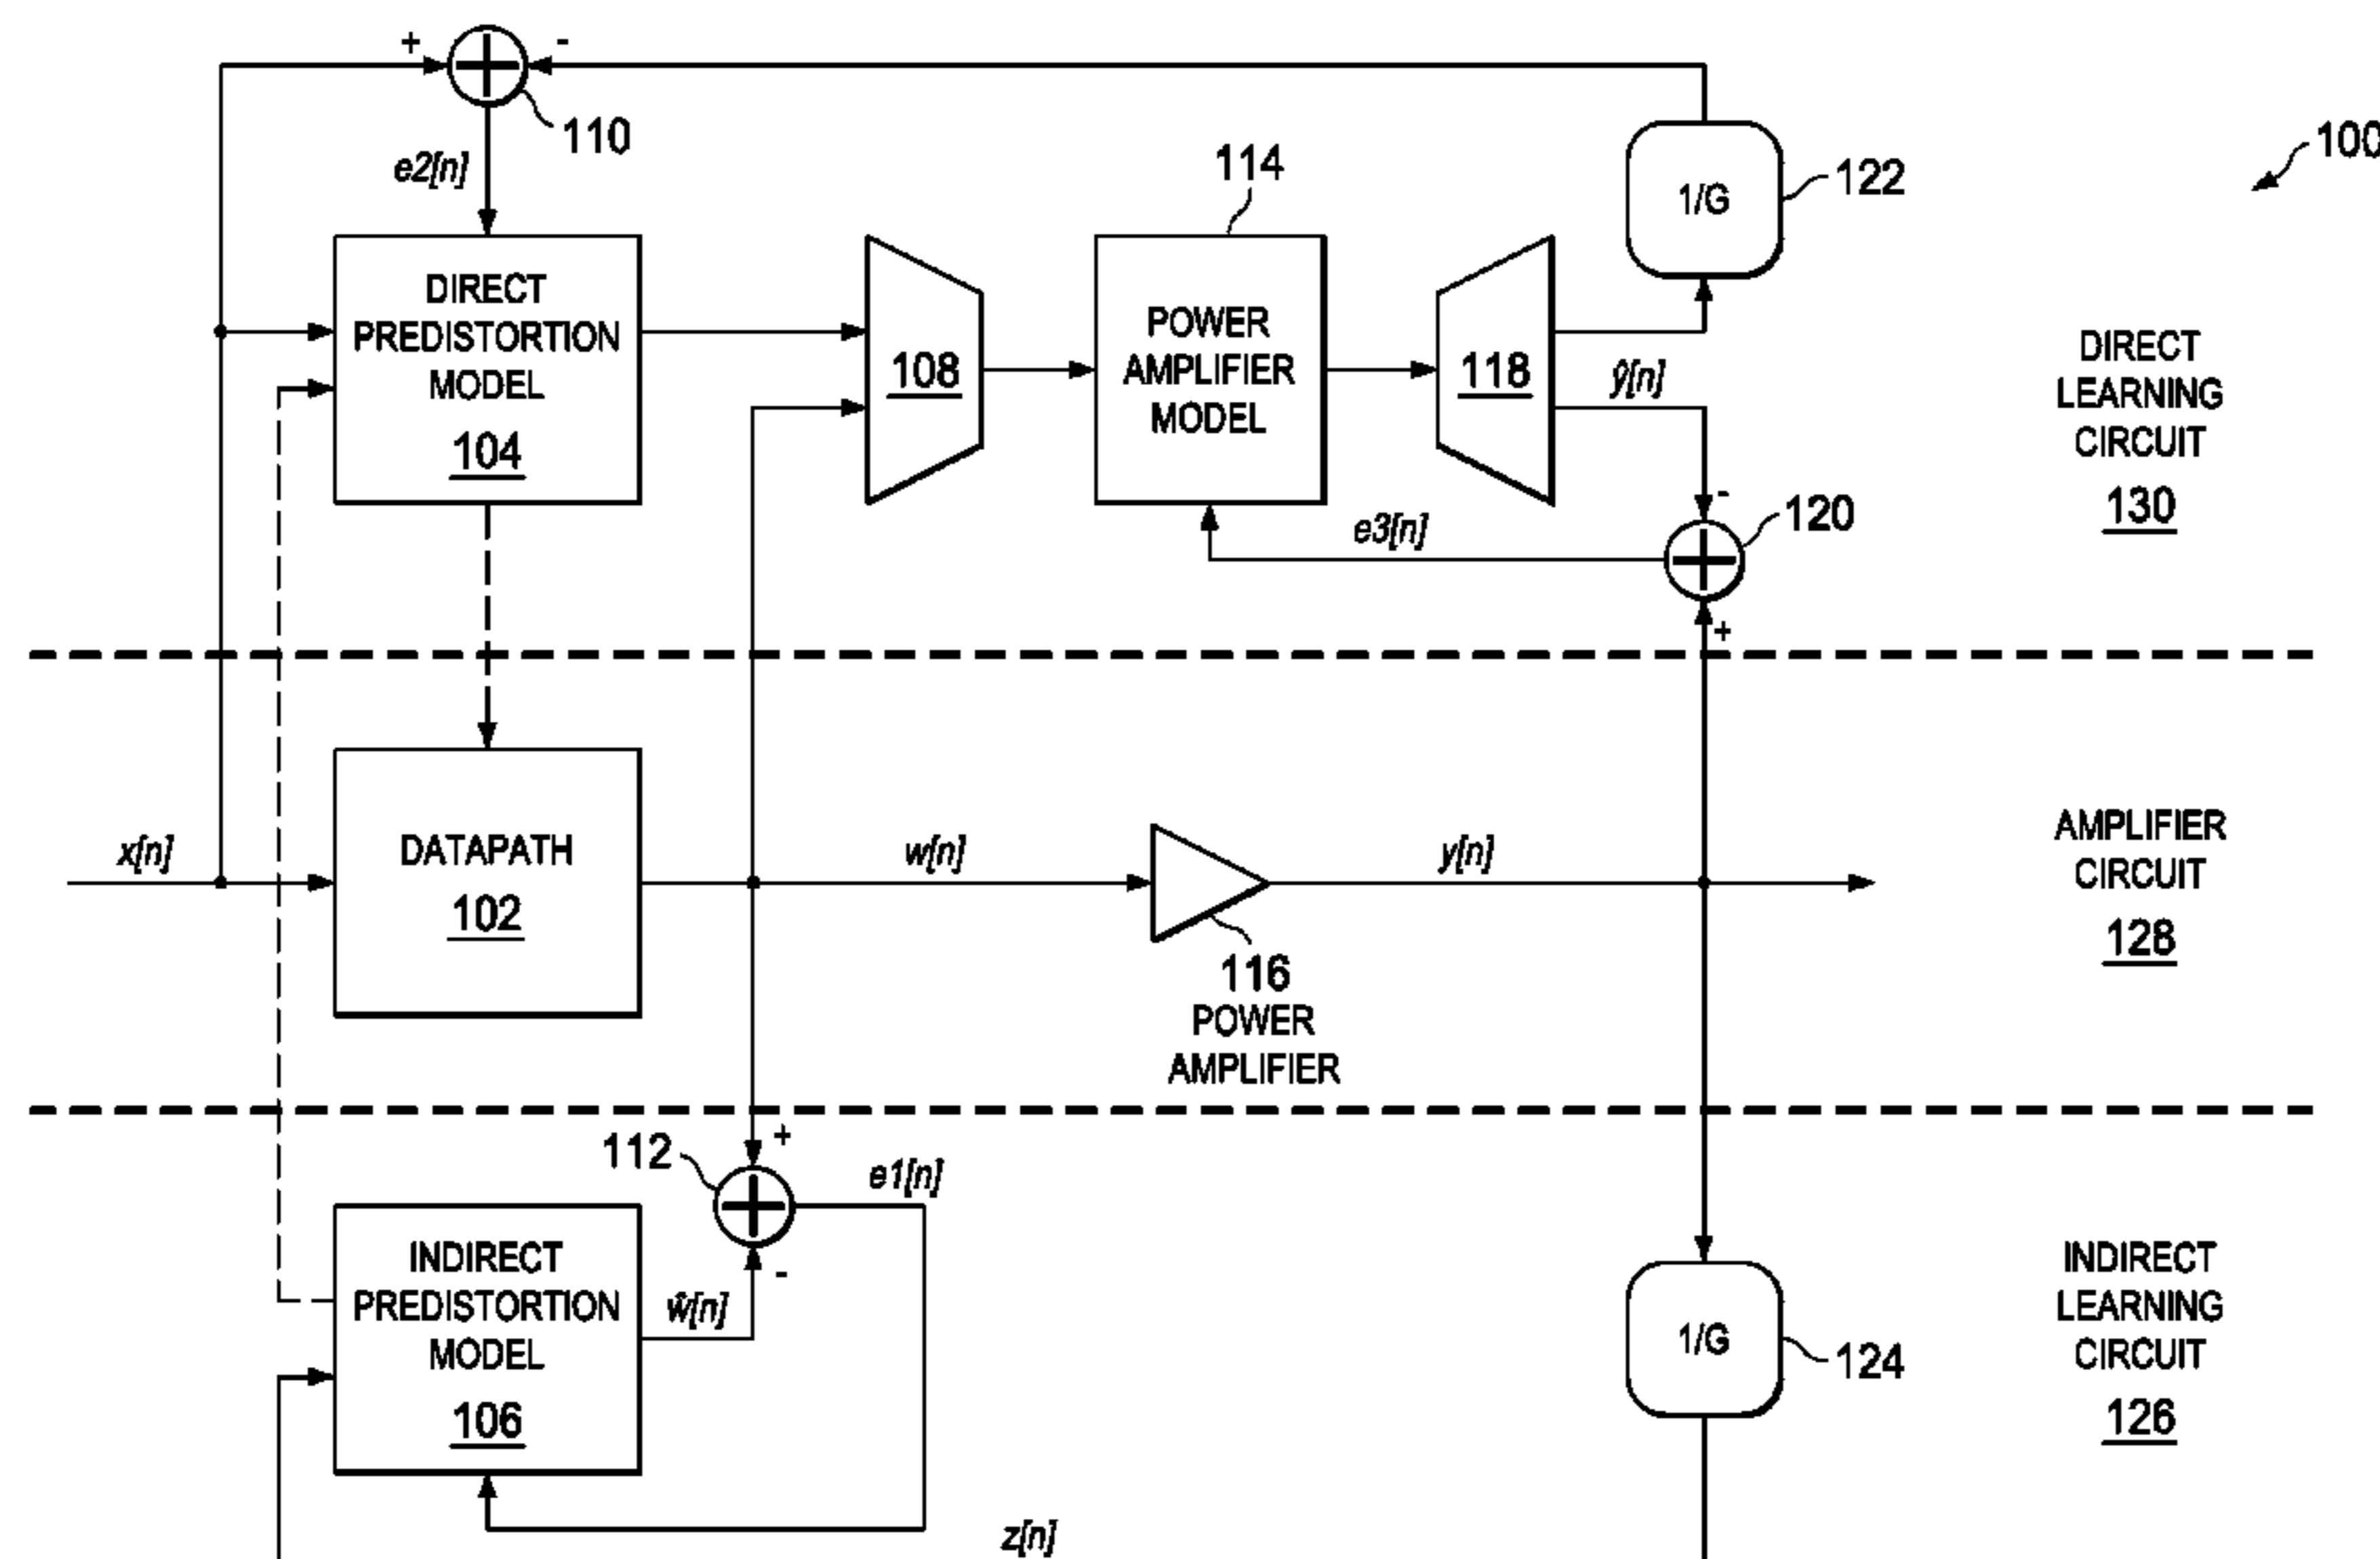 +
-
110
100
e2[n]
114
122
1/G
DIRECT
PREDISTORTION
MODEL
104
108
POWER
AMPLIFIER
MODEL
118
ŷ[n]
DIRECT
LEARNING
CIRCUIT
130
-
120
e3[n]
+
x[n]
DATAPATH
102
w[n]
y[n]
116
POWER
AMPLIFIER
AMPLIFIER
CIRCUIT
128
+
112
e1[n]
-
INDIRECT
PREDISTORTION
MODEL
106
ŵ[n]
1/G
124
INDIRECT
LEARNING
CIRCUIT
126
z[n]